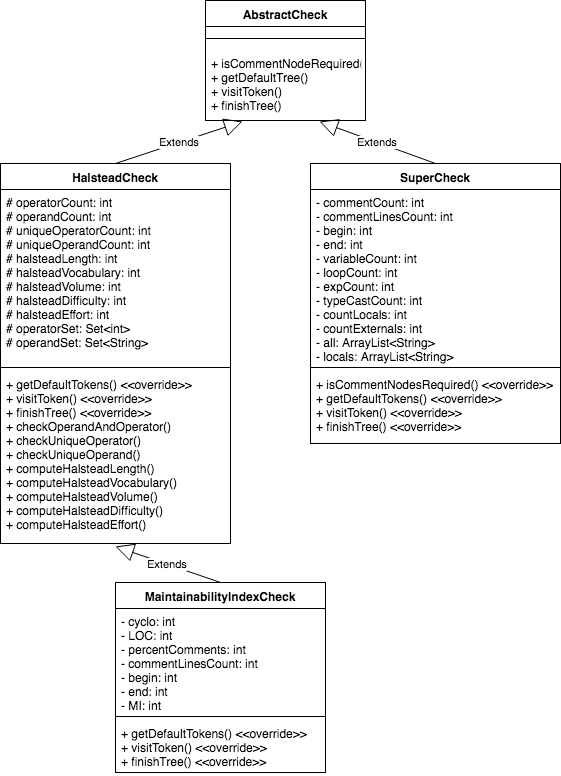 AbstractCheck
+ isCommentNodeRequired(
+ getDefaultTree()
+ visitToken()
+ finishTree()
Extends
Extends
HalsteadCheck
# operatorCount: int
# operandCount: int
# uniqueOperatorCount: int
# uniqueOperandCount: int
# halsteadLength: int
# halsteadVocabulary: int
# halsteadVolume: int
# halsteadDifficulty: int
# halsteadEffort: int
# operatorSet: Set<int>
# operandSet: Set<String>
+ getDefaultTokens() <<override>>
+ visitToken() <<override>>
+ finishTree() <<override>>
+ checkOperandAndOperator()
+ checkUniqueOperator()
+ checkUniqueOperand()
+ computeHalsteadLength()
+ computeHalsteadVocabulary()
+ computeHalsteadVolume()
+ computeHalsteadDifficulty()
+ computeHalsteadEffort()
SuperCheck
- commentCount: int
- commentLinesCount: int
- begin: int
- end: int
- variableCount: int
- loopCount: int
- expCount: int
- typeCastCount: int
- countLocals: int
- countExternals: int
- all: ArrayList<String>
- locals: ArrayList<String>
+ isCommentNodesRequired() <<override>>
+ getDefaultTokens() <<override>>
+ visitToken() <<override>>
+ finishTree() <<override>>
Extends
MaintainabilityIndexCheck
- cyclo: int
- LOC: int
- percentComments: int
- commentLinesCount: int
- begin: int
- end: int
- MI: int
+ getDefaultTokens() <<override>>
+ visitToken() <<override>>
+ finishTree() <<override>>